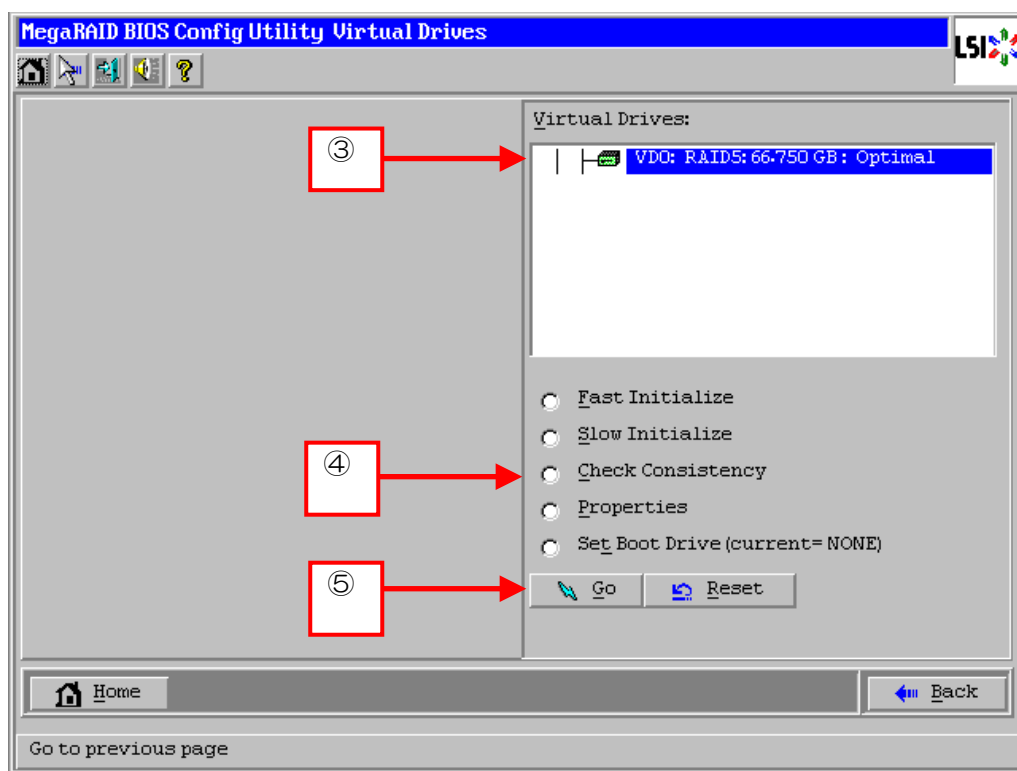 MegaRAID BIOS Config Utility Virtual Drives
LSI
?
Virtual Drives:
③
VD0: RAID5: 66.750 GB: Optimal
Fast Initialize
Slow Initialize
④
Check Consistency
Properties
Set Boot Drive (current= NONE)
⑤
Go
Reset
Home
Back
Go to previous page